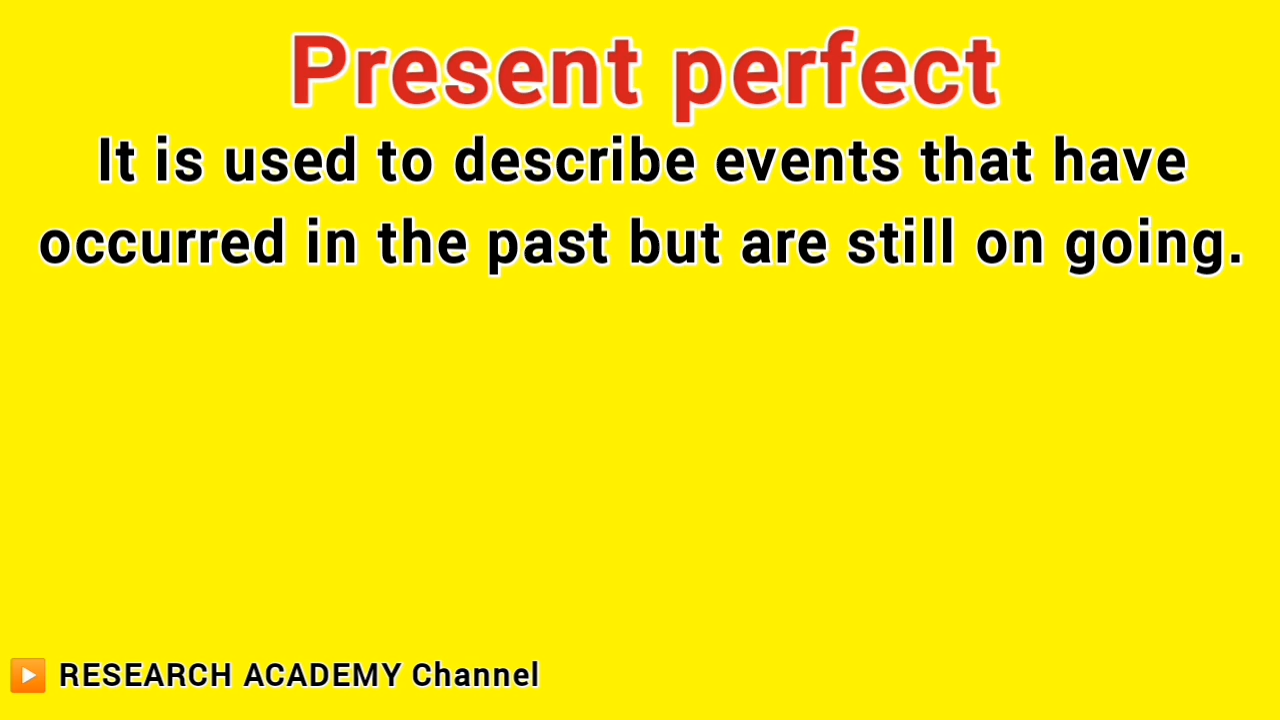 Present perfect
It is used to describe events that have
occurred in the past but are still on going.
RESEARCH ACADEMY Channel